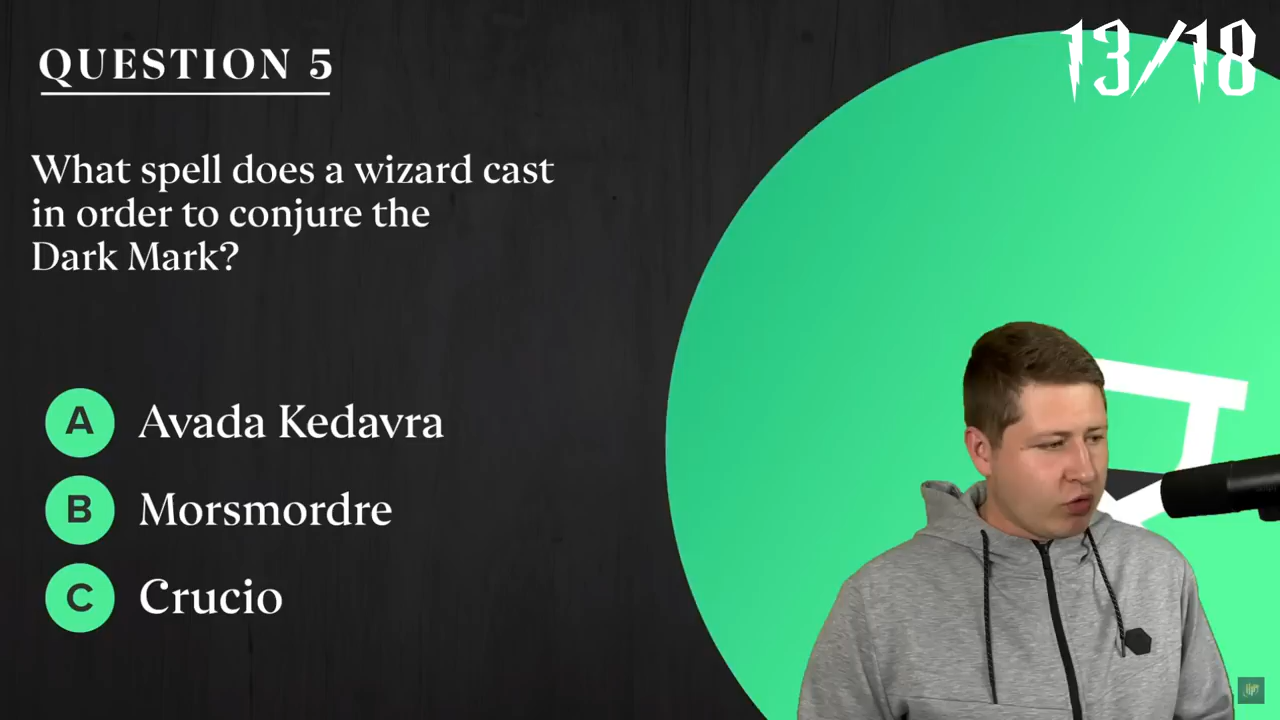 QUESTION 5
13/18
What spell does a wizard cast
in order to conjure the
Dark Mark?
A Avada Kedavra
B Morsmordre
C Crucio